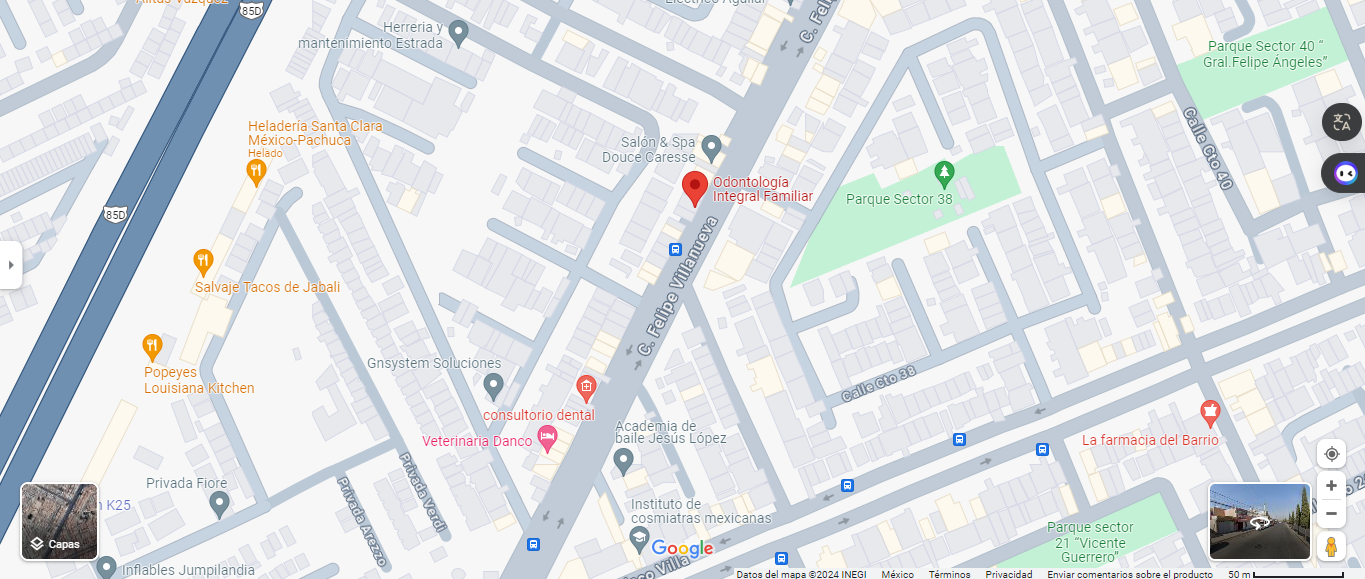 85D
Herreria y
mantenimiento Estrada
C. Feli
Parque Sector 40 “
Gral.Felipe Ángeles”
Heladería Santa Clara
México-Pachuca
Helado
Calle Cto 40
Salón & Spa
Douce Caresse
Odontología
Integral Familiar
Parque Sector 38
85D
C. Felipe Villanueva
Salvaje Tacos de Jabali
Popeyes
Louisiana Kitchen
Gnsystem Soluciones
Calle Cto 38
consultorio dental
Veterinaria Danco
Academia de
baile Jesús López
La farmacia del Barrio
Privada Verdi
Privada Arezzo
Privada Fiore
K25
Instituto de
cosmiatras mexicanas
Parque sector
21 “Vicente
Guerrero”
Capas
Google
Inflables Jumpilandia
Villa
Datos del mapa ©2024 INEGI México Términos Privacidad Enviar comentarios sobre el producto 50 m